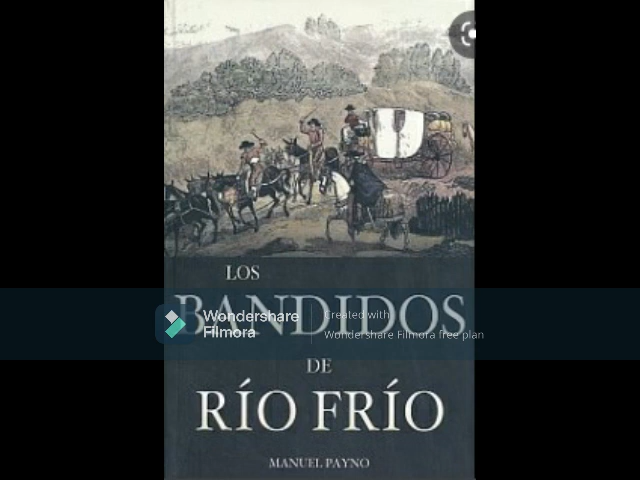 LOS
BANDIDOS
Wondershare
Filmora
Created with
Wondershare Filmora free plan
DE
RÍO FRÍO
MANUEL PAYNO